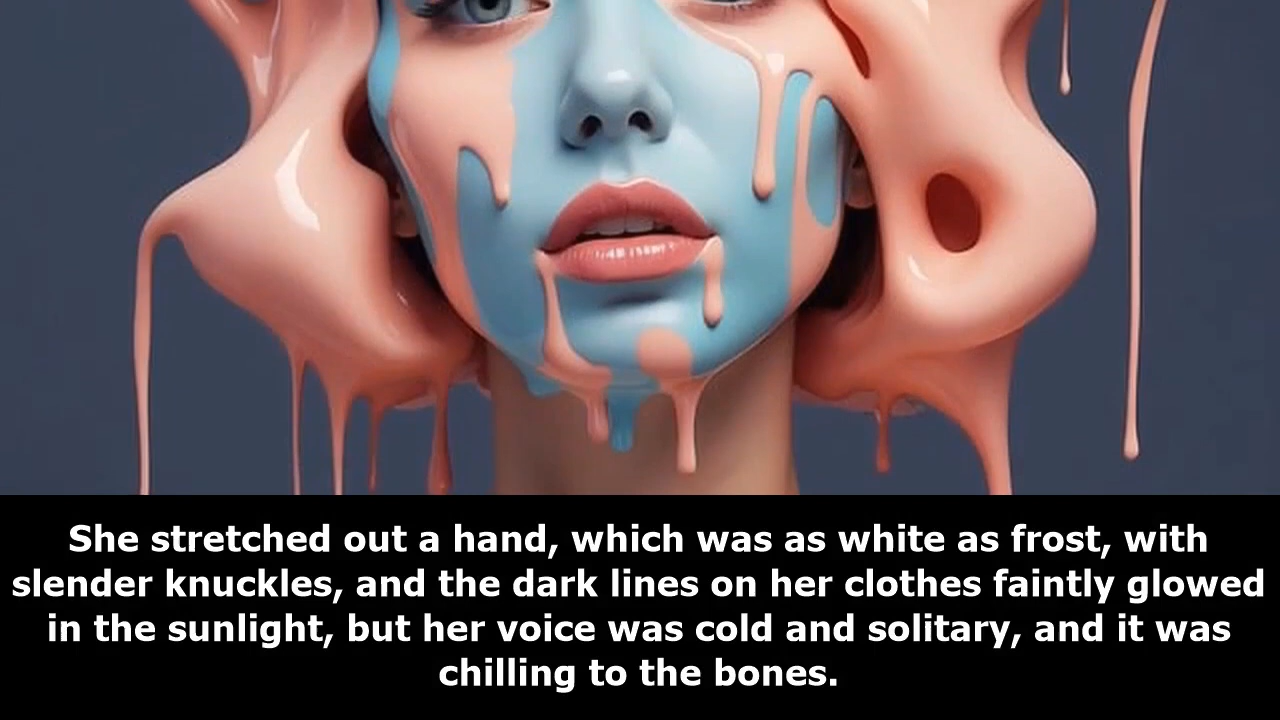 She stretched out a hand, which was as white as frost, with
slender knuckles, and the dark lines on her clothes faintly glowed
in the sunlight, but her voice was cold and solitary, and it was
chilling to the bones.